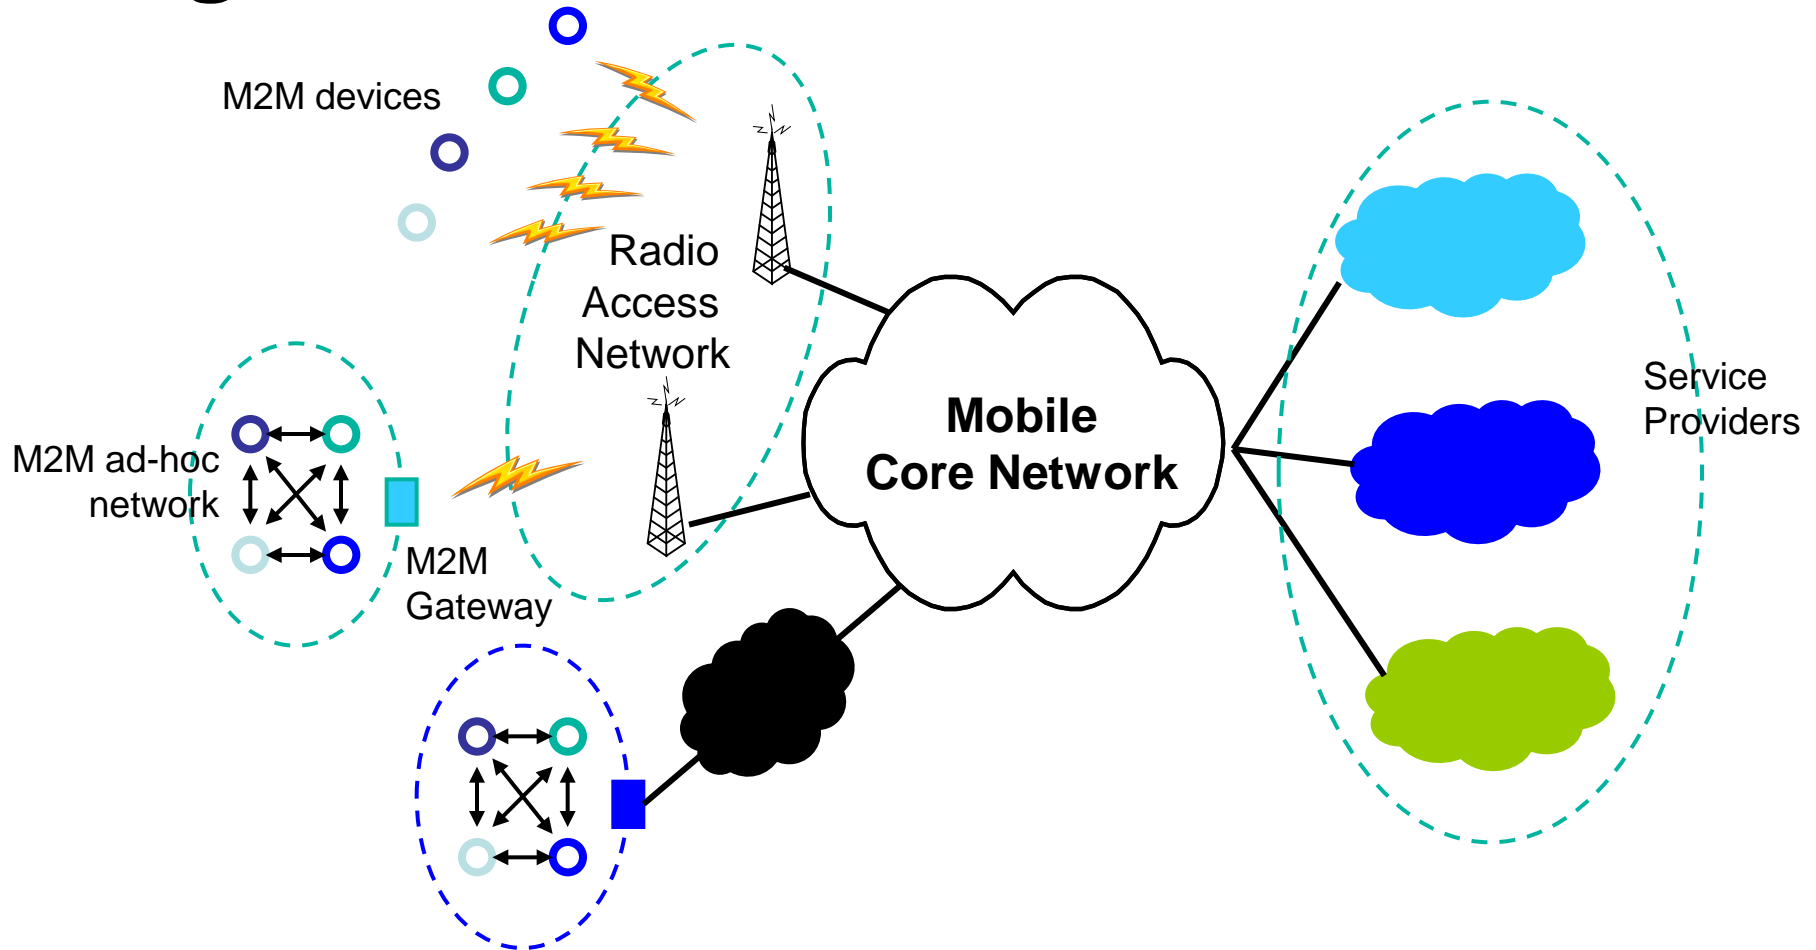 M2M devices
Radio
Access
Network
Mobile
Core Network
Service
Providers
M2M ad-hoc
network
M2M
Gateway